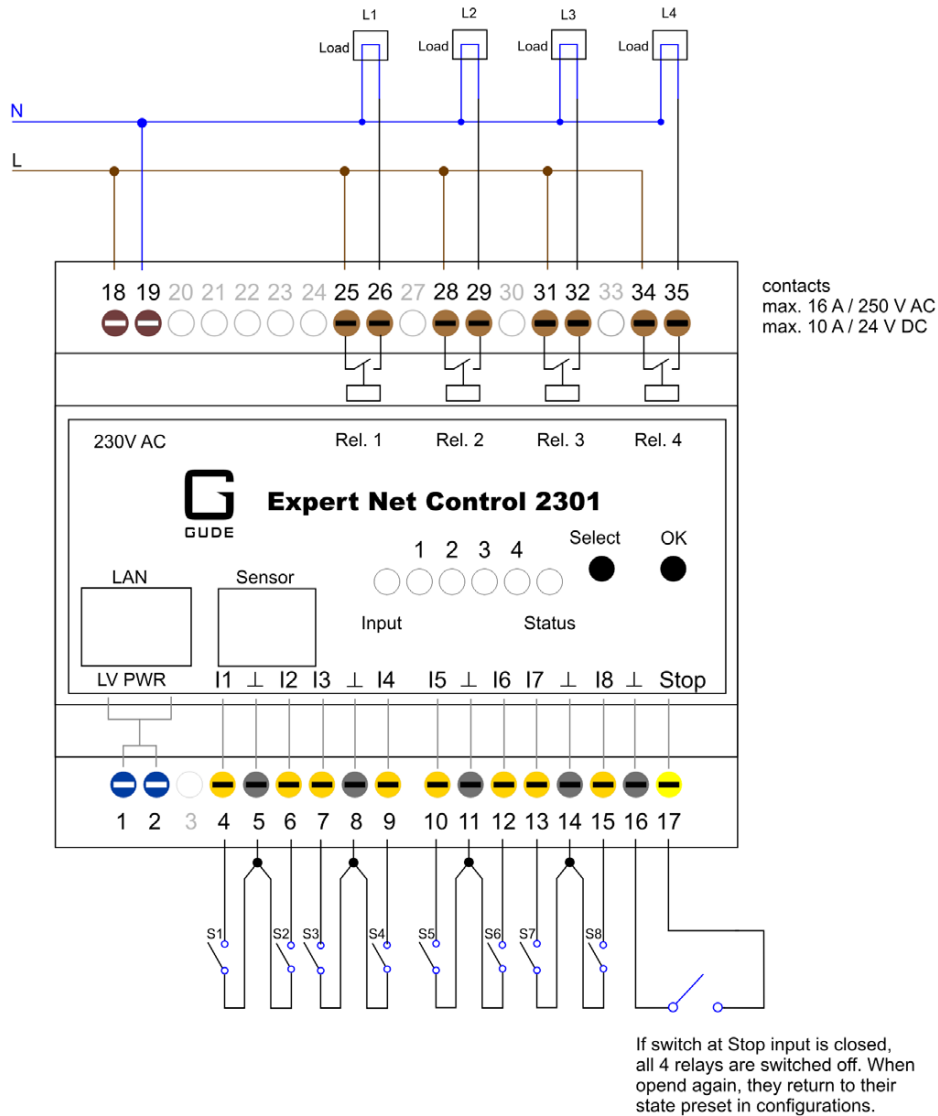 L1 L2 L3 L4
Load Load Load Load
N
L
18 19 20 21 22 23 24 25 26 27 28 29 30 31 32 33 34 35
contacts
max. 16 A / 250 V AC
max. 10 A / 24 V DC
230V AC Rel. 1 Rel. 2 Rel. 3 Rel. 4
G
GUDE
Expert Net Control 2301
1 2 3 4 Select OK
LAN Sensor
Input Status
LV PWR I1 ⊥ I2 I3 ⊥ I4 I5 ⊥ I6 I7 ⊥ I8 ⊥ Stop
1 2 3 4 5 6 7 8 9 10 11 12 13 14 15 16 17
S1 S2 S3 S4 S5 S6 S7 S8
If switch at Stop input is closed,
all 4 relays are switched off. When
opend again, they return to their
state preset in configurations.